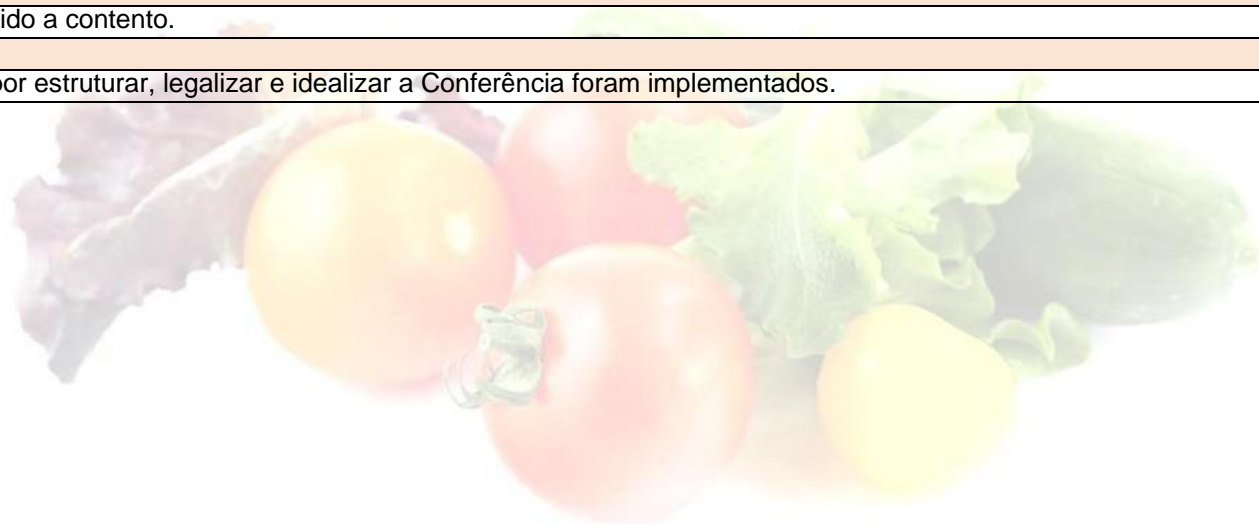 ido a contento.
por estruturar, legalizar e idealizar a Conferência foram implementados.